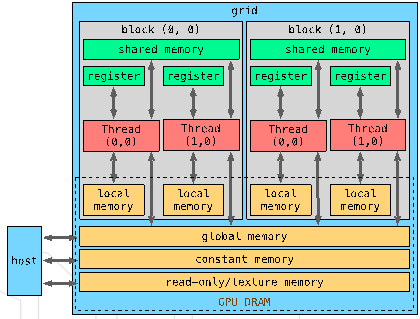 grid
block (0, 0)
block (1, 0)
shared memory
shared memory
register
register
register
register
Thread
(0,0)
Thread
(1,0)
Thread
(0,0)
Thread
(1,0)
local
memory
local
memory
local
memory
local
memory
global memory
host
constant memory
read-only/texture memory
GPU DRAM